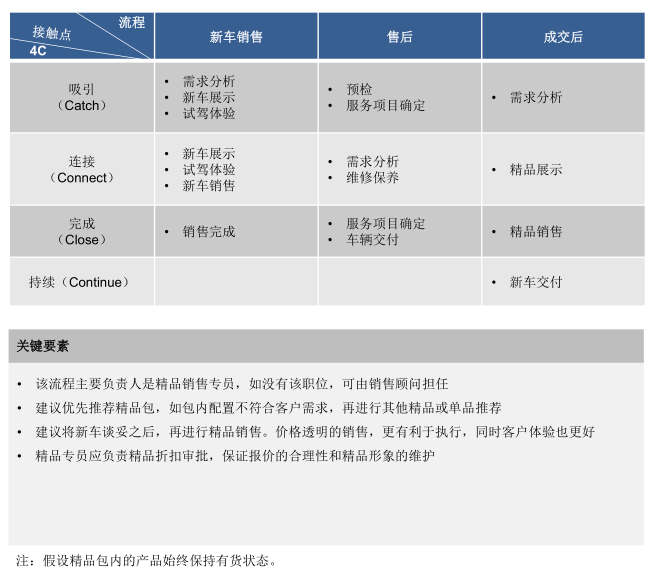 流程
接触点
4C
新车销售
售后
成交后
吸引
（Catch）
• 需求分析
• 新车展示
• 试驾体验
• 预检
• 服务项目确定
• 需求分析
连接
（Connect）
• 新车展示
• 试驾体验
• 新车销售
• 需求分析
• 维修保养
• 精品展示
完成
（Close）
• 销售完成
• 服务项目确定
• 车辆交付
• 精品销售
持续（Continue）
• 新车交付
关键要素
• 该流程主要负责人是精品销售专员，如没有该职位，可由销售顾问担任
• 建议优先推荐精品包，如包内配置不符合客户需求，再进行其他精品或单品推荐
• 建议将新车谈妥之后，再进行精品销售。价格透明的销售，更有利于执行，同时客户体验也更好
• 精品专员应负责精品折扣审批，保证报价的合理性和精品形象的维护
注：假设精品包内的产品始终保持有货状态。